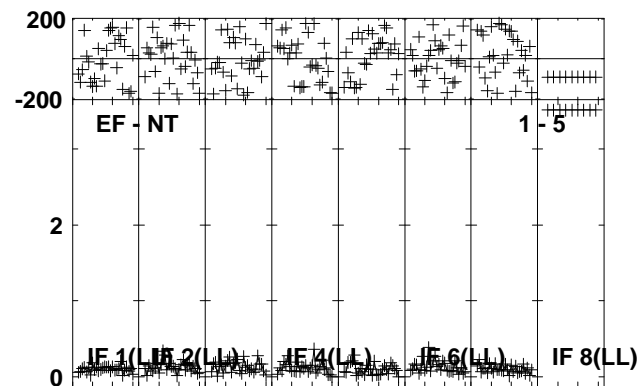 200
-200
EF - NT 1 - 5
2
IF 1(LL) IF 2(LL) IF 4(LL) IF 6(LL) IF 8(LL)
0